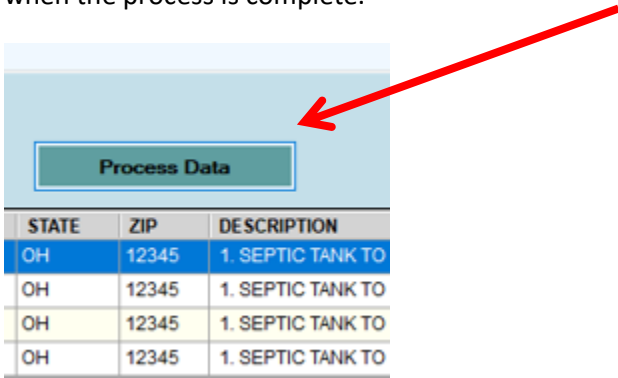 when the process is complete.
Process Data
STATE ZIP DESCRIPTION
OH 12345 1. SEPTIC TANK TO
OH 12345 1. SEPTIC TANK TO
OH 12345 1. SEPTIC TANK TO
OH 12345 1. SEPTIC TANK TO